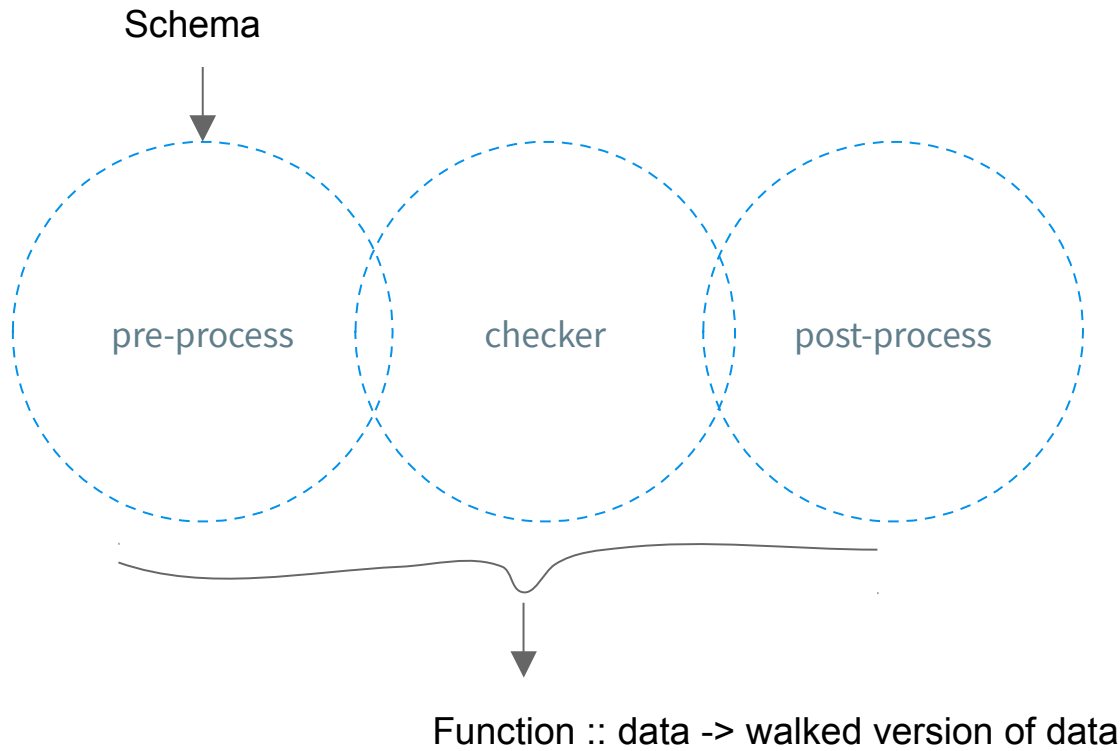 Schema
pre-process
checker
post-process
Function :: data -> walked version of data